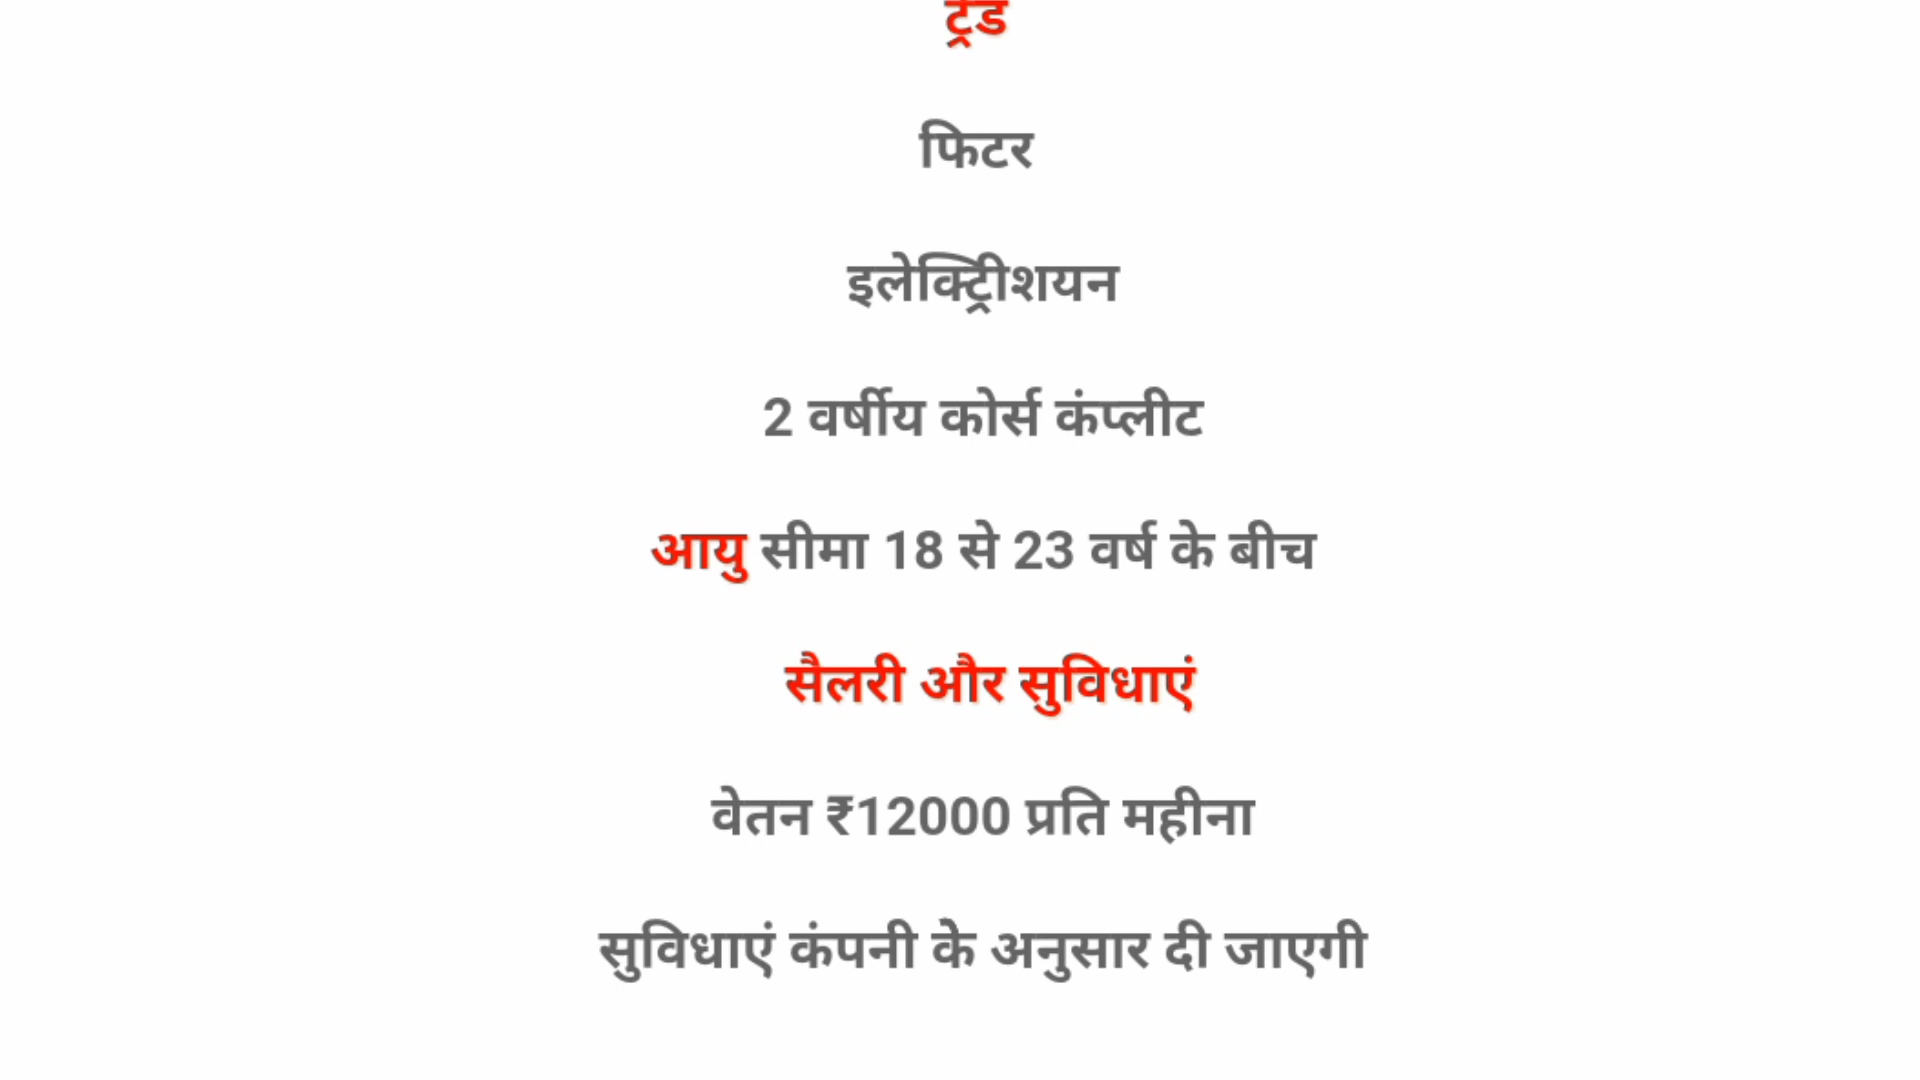 ट्रेड
फिटर
इलेक्ट्रिीशयन
2 वर्षीय कोर्स कंप्लीट
आयु सीमा 18 से 23 वर्ष के बीच
सैलरी और सुविधाएं
वेतन ₹12000 प्रति महीना
सुविधाएं कंपनी के अनुसार दी जाएगी